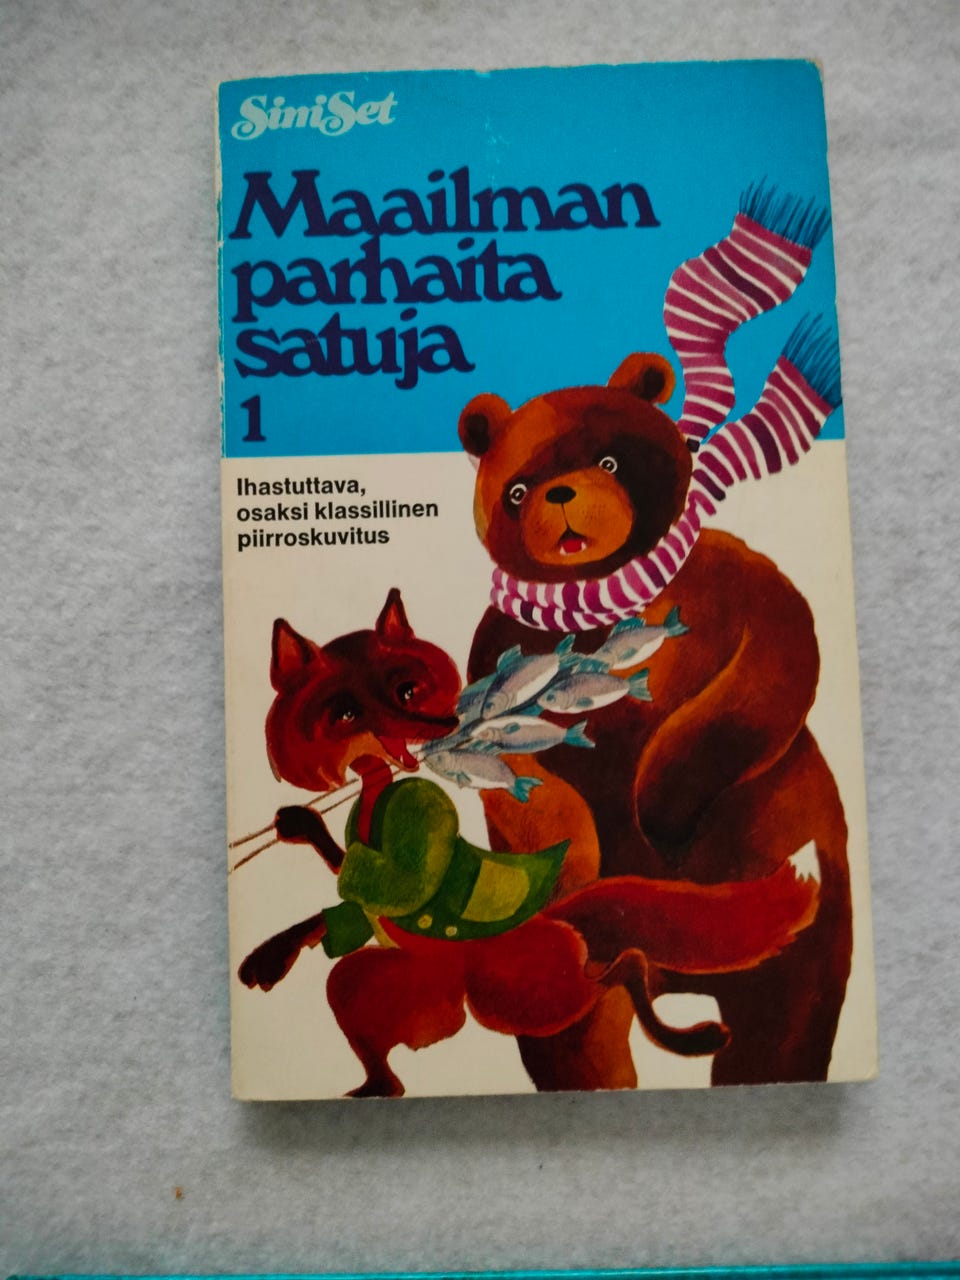 SiniSet
Maailman
parhaita
satuja
1
Ihastuttava,
osaksi klassillinen
piirroskuvitus